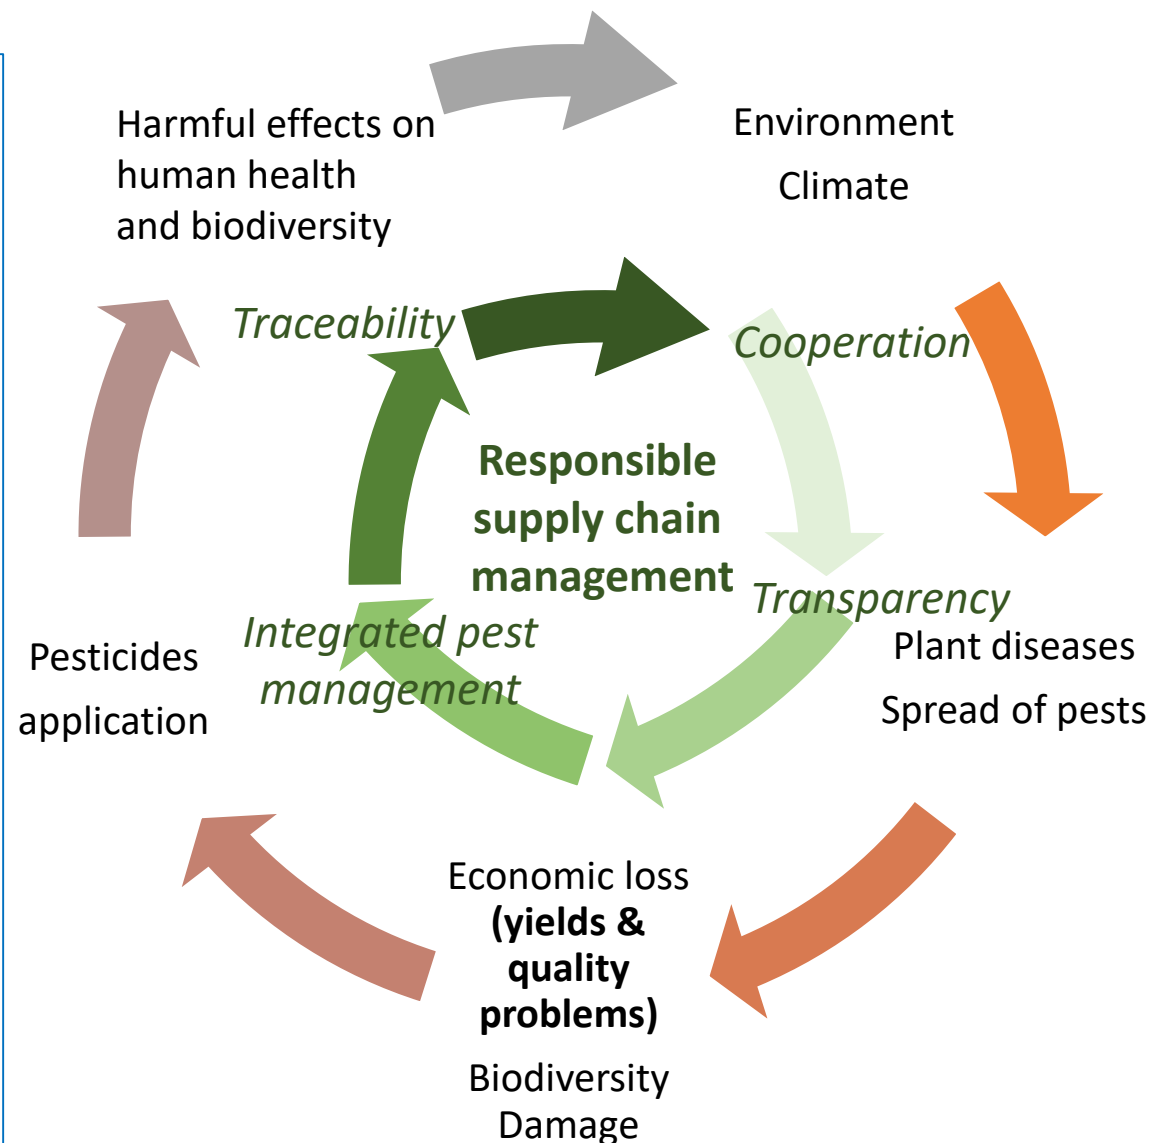 Harmful effects on
human health
and biodiversity
Environment
Climate
Traceability
Cooperation
Responsible
supply chain
management
Transparency
Integrated pest
management
Plant diseases
Spread of pests
Pesticides
application
Economic loss
(yields &
quality
problems)
Biodiversity
Damage